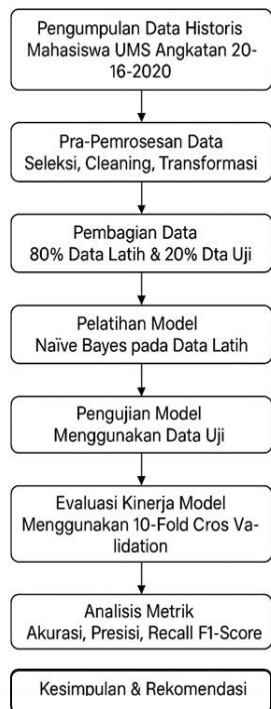 Pengumpulan Data Historis
Mahasiswa UMS Angkatan 20-
16-2020
Pra-Pemrosesan Data
Seleksi, Cleaning, Transformasi
Pembagian Data
80% Data Latih & 20% Dta Uji
Pelatihan Model
Naïve Bayes pada Data Latih
Pengujian Model
Menggunakan Data Uji
Evaluasi Kinerja Model
Menggunakan 10-Fold Cros Va-
lidation
Analisis Metrik
Akurasi, Presisi, Recall F1-Score
Kesimpulan & Rekomendasi